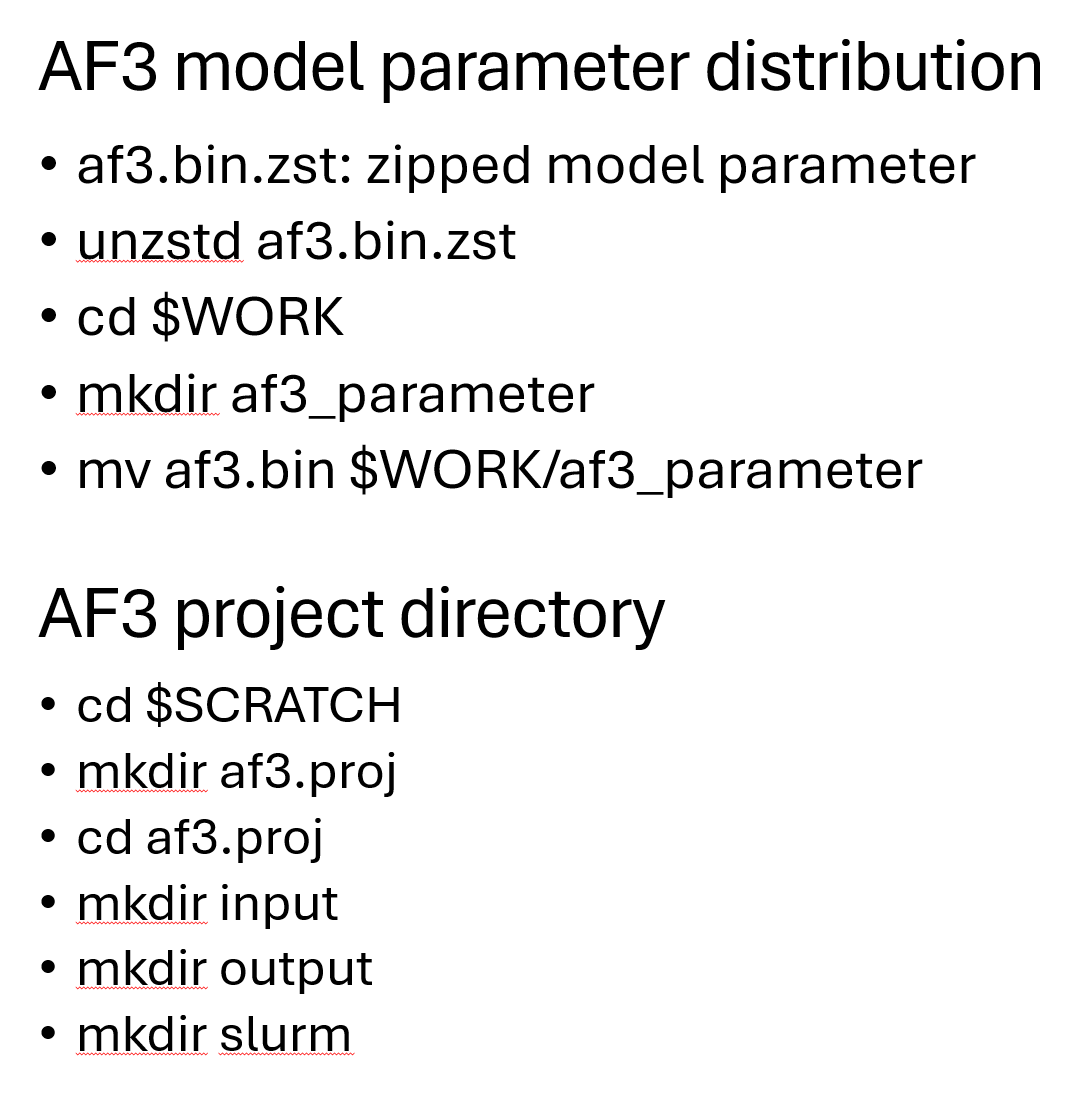 AF3 model parameter distribution
• af3.bin.zst: zipped model parameter
• unzstd af3.bin.zst
• cd $WORK
• mkdir af3_parameter
• mv af3.bin $WORK/af3_parameter
AF3 project directory
• cd $SCRATCH
• mkdir af3.proj
• cd af3.proj
• mkdir input
• mkdir output
• mkdir slurm